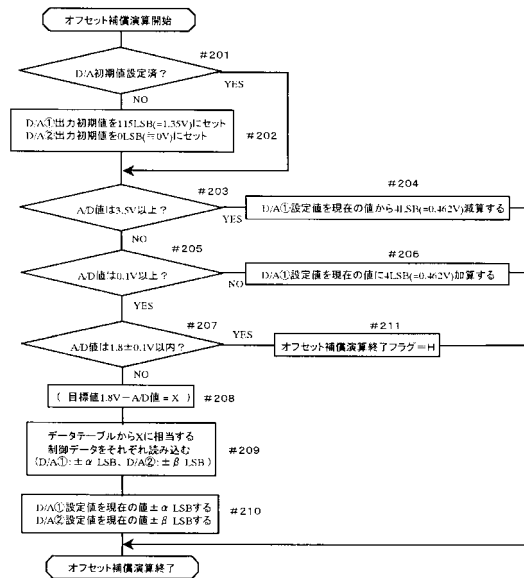 オフセット補償演算開始
#201
D/A初期値設定済？
YES
NO
D/A①出力初期値を115LSB(=1.35V)にセット
D/A②出力初期値を0LSB(≒0V)にセット
#202
#203
A/D値は3.5V以上？
YES
NO
#204
D/A①設定値を現在の値から4LSB(=0.462V)減算する
#205
A/D値は0.1V以上？
NO
YES
#206
D/A①設定値を現在の値に4LSB(=0.462V)加算する
#207
A/D値は1.8±0.1V以内？
YES
NO
#211
オフセット補償演算終了フラグ＝H
( 目標値1.8V－A/D値 = X )
#208
データテーブルからXに相当する
制御データをそれぞれ読み込む
(D/A①: ±α LSB、D/A②: ±β LSB )
#209
D/A①設定値を現在の値±α LSBする
D/A②設定値を現在の値±β LSBする
#210
オフセット補償演算終了